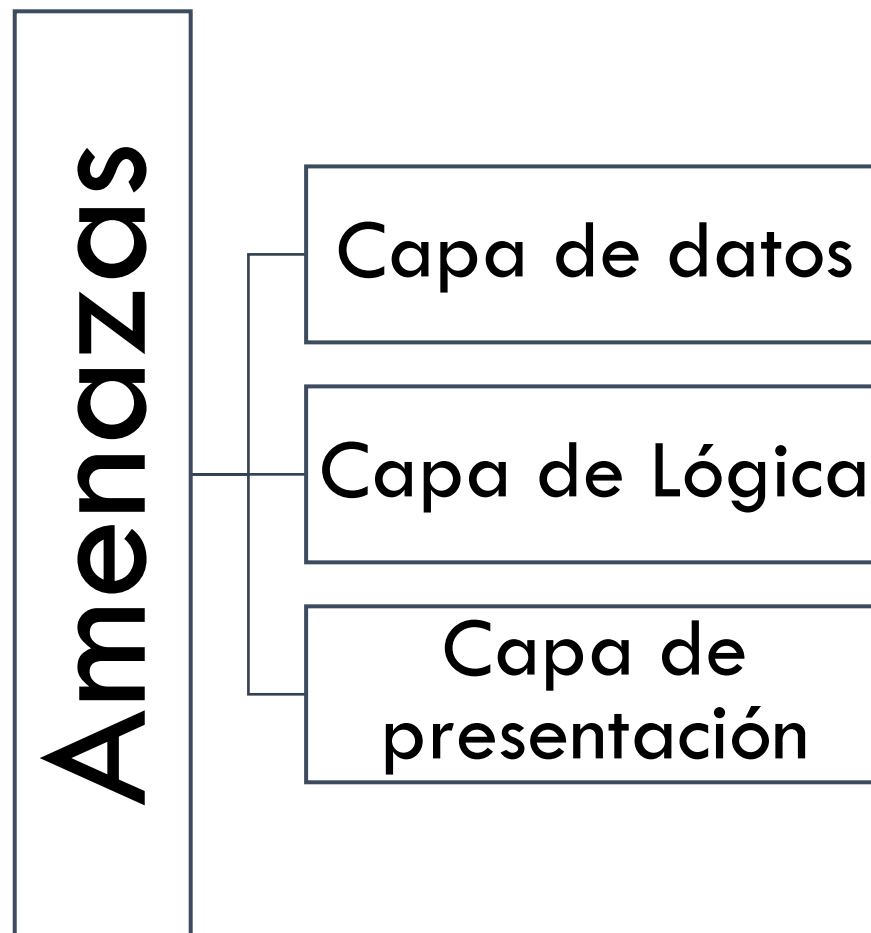 Amenazas
Capa de datos
Capa de Lógica
Capa de
presentación